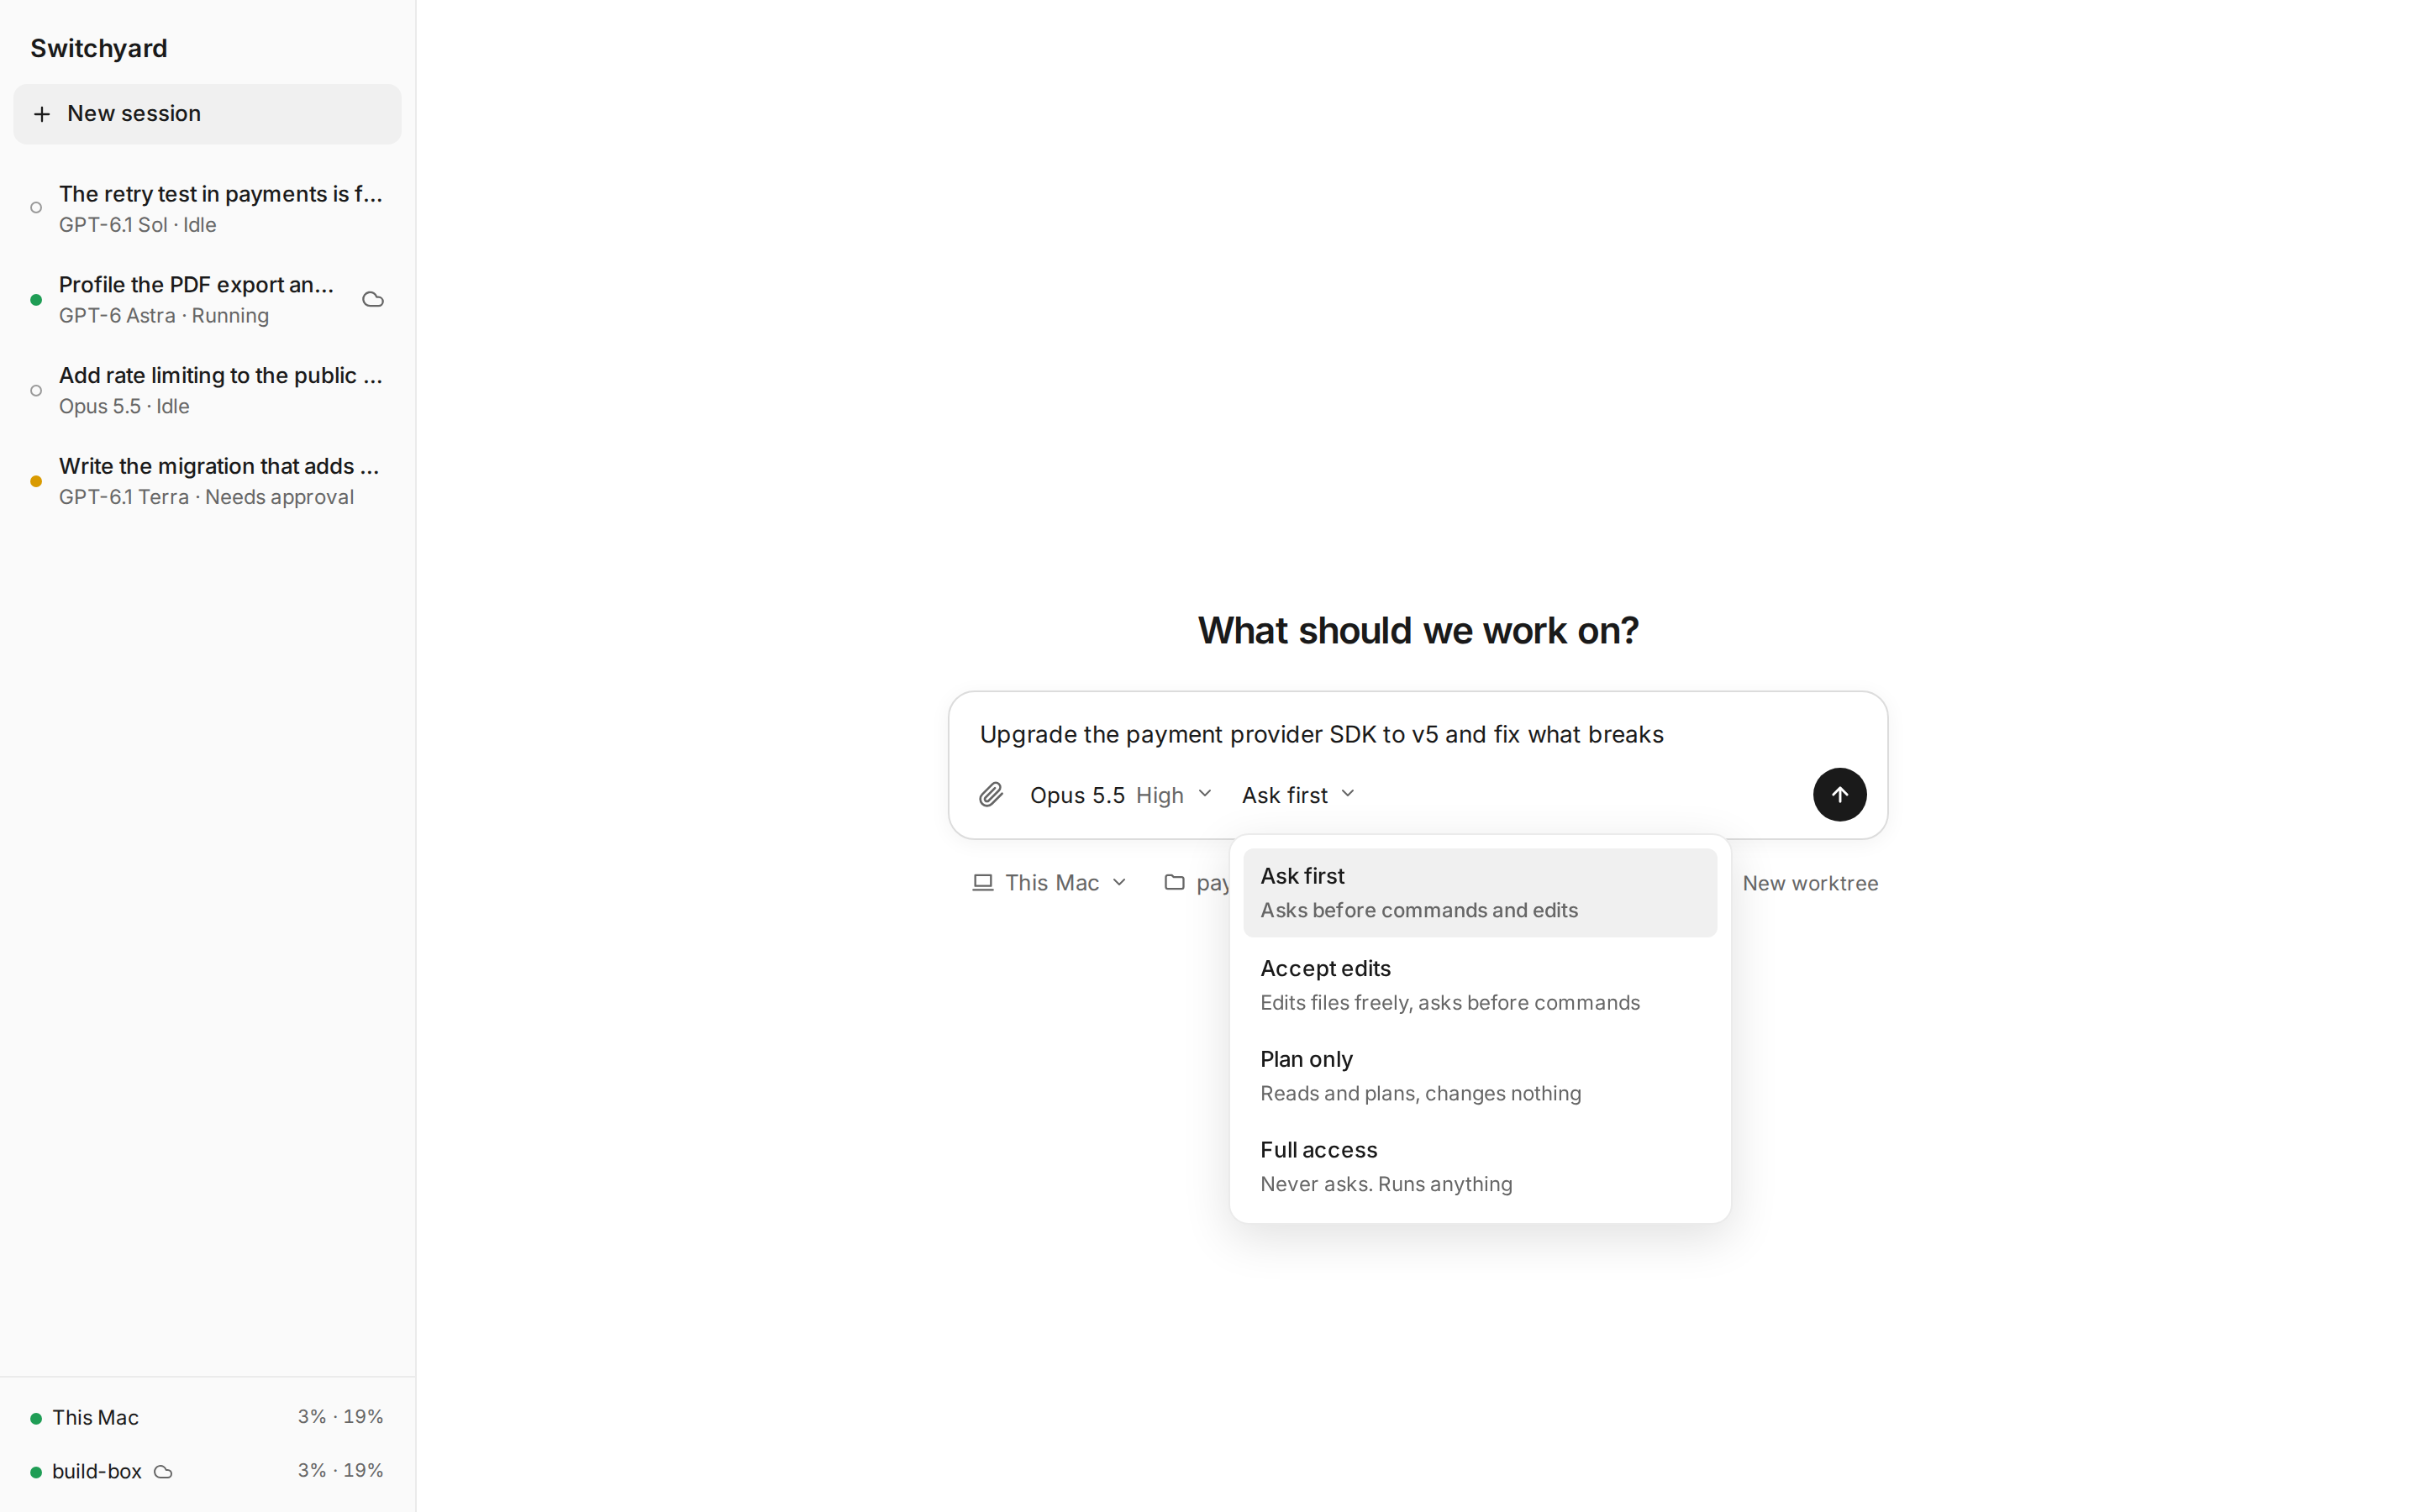 Switchyard
New session
The retry test in payments is f...
GPT-6.1 Sol · Idle
Profile the PDF export an...
GPT-6 Astra · Running
Add rate limiting to the public ...
Opus 5.5 · Idle
Write the migration that adds ...
GPT-6.1 Terra · Needs approval
What should we work on?
Upgrade the payment provider SDK to v5 and fix what breaks
Opus 5.5 High Ask first
This Mac pay New worktree
Ask first
Asks before commands and edits
Accept edits
Edits files freely, asks before commands
Plan only
Reads and plans, changes nothing
Full access
Never asks. Runs anything
This Mac 3% · 19%
build-box 3% · 19%